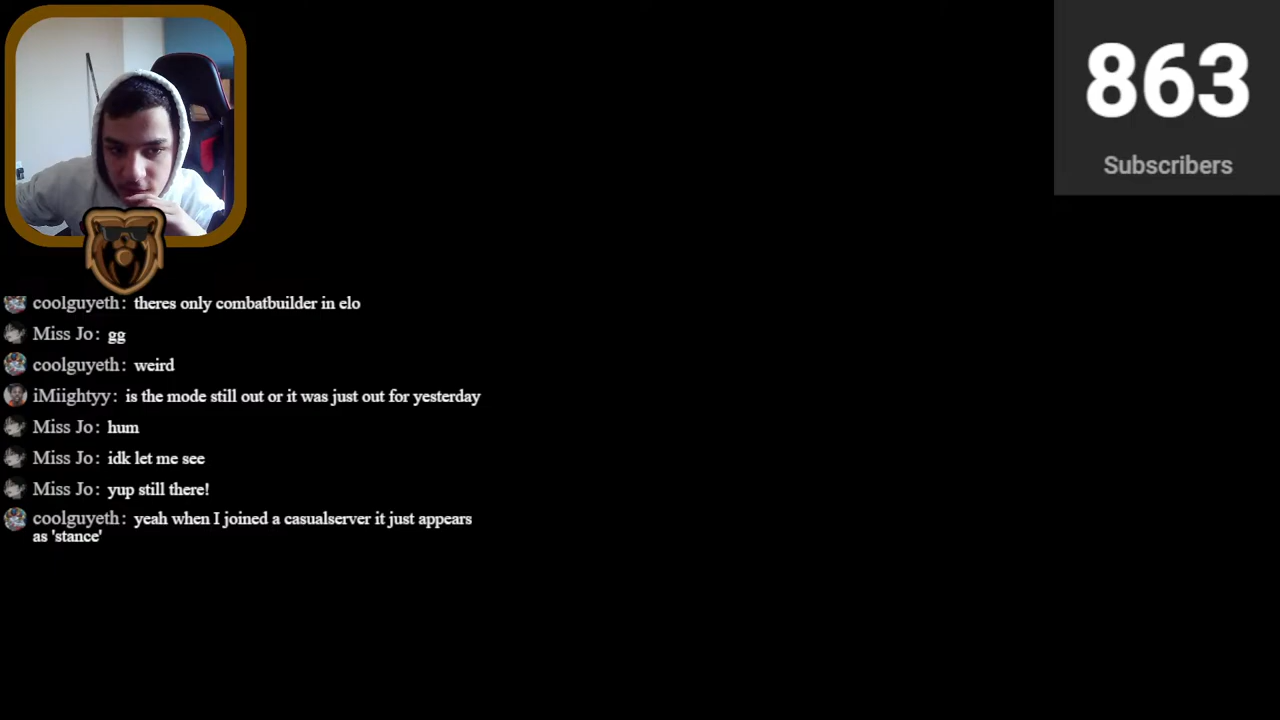 863
Subscribers
coolguyeth: theres only combatbuilder in elo
Miss Jo: gg
coolguyeth: weird
iMiightyy: is the mode still out or it was just out for yesterday
Miss Jo: hum
Miss Jo: idk let me see
Miss Jo: yup still there!
coolguyeth: yeah when I joined a casualserver it just appears
as 'stance'